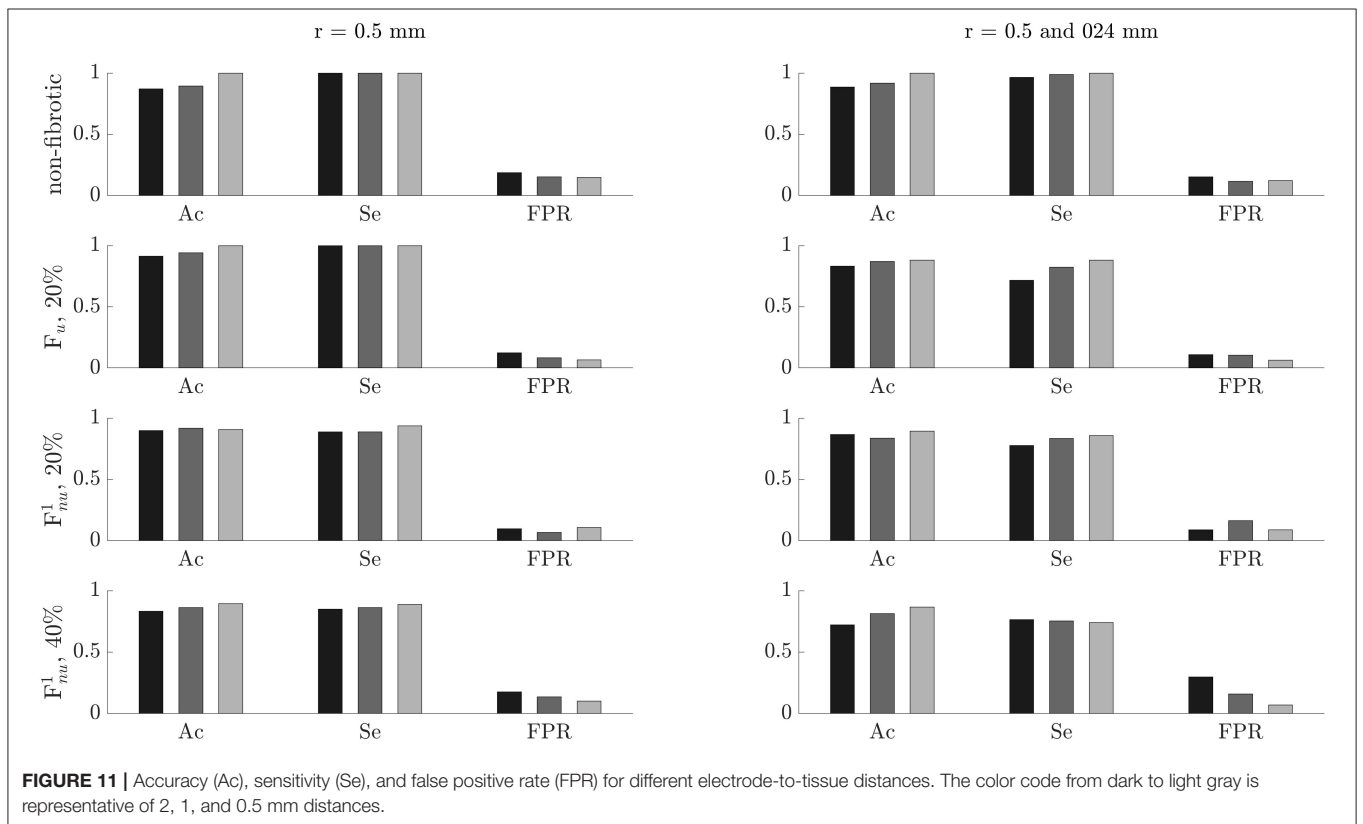 r = 0.5 mm
r = 0.5 and 024 mm
non-fibrotic
1
0.5
0
Ac
Se
FPR
1
0.5
0
Ac
Se
FPR
F_u, 20%
1
0.5
0
Ac
Se
FPR
1
0.5
0
Ac
Se
FPR
F^1_nu, 20%
1
0.5
0
Ac
Se
FPR
1
0.5
0
Ac
Se
FPR
F^1_nu, 40%
1
0.5
0
Ac
Se
FPR
1
0.5
0
Ac
Se
FPR
FIGURE 11 | Accuracy (Ac), sensitivity (Se), and false positive rate (FPR) for different electrode-to-tissue distances. The color code from dark to light gray is
representative of 2, 1, and 0.5 mm distances.